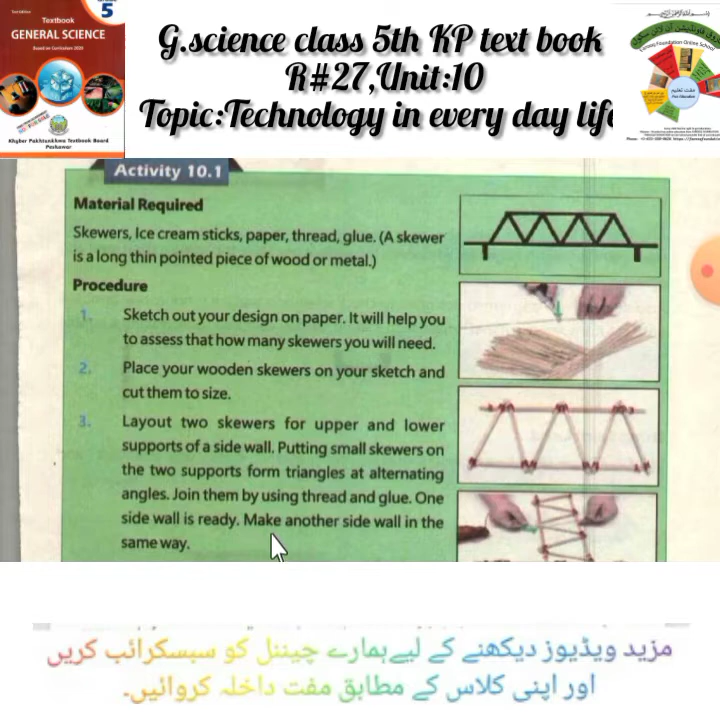 5
Textbook
GENERAL SCIENCE
Based on Curriculum 2020
Khyber Pakhtunkhwa Textbook Board
Peshawar
G.science class 5th KP text book
R#27,Unit:10
Topic:Technology in every day life
Activity 10.1
Material Required
Skewers, Ice cream sticks, paper, thread, glue. (A skewer
is a long thin pointed piece of wood or metal.)
Procedure
1. Sketch out your design on paper. It will help you
to assess that how many skewers you will need.
2. Place your wooden skewers on your sketch and
cut them to size.
3. Layout two skewers for upper and lower
supports of a side wall. Putting small skewers on
the two supports form triangles at alternating
angles. Join them by using thread and glue. One
side wall is ready. Make another side wall in the
same way.
مزید ویڈیوز دیکھنے کے لیےہمارے چیننل کو سبسکرائب کریں
اور اپنی کلاس کے مطابق مفت داخلہ کروائیں۔